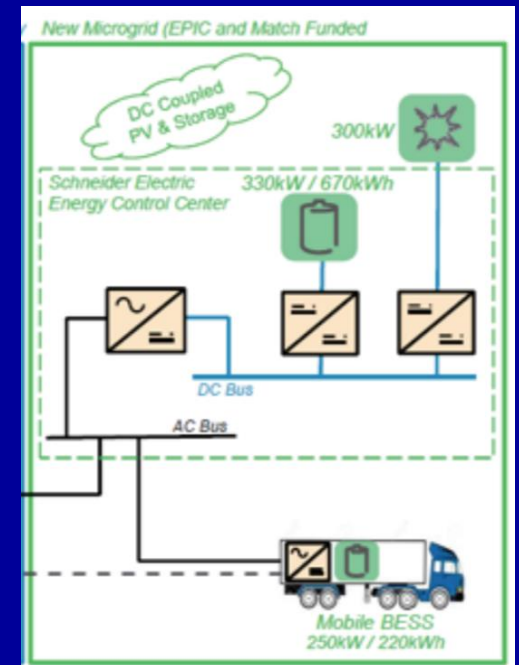 New Microgrid (EPIC and Match Funded
DC Coupled
PV & Storage
300kW
Schneider Electric
Energy Control Center
330kW / 670kWh
DC Bus
AC Bus
Mobile BESS
250kW / 220kWh